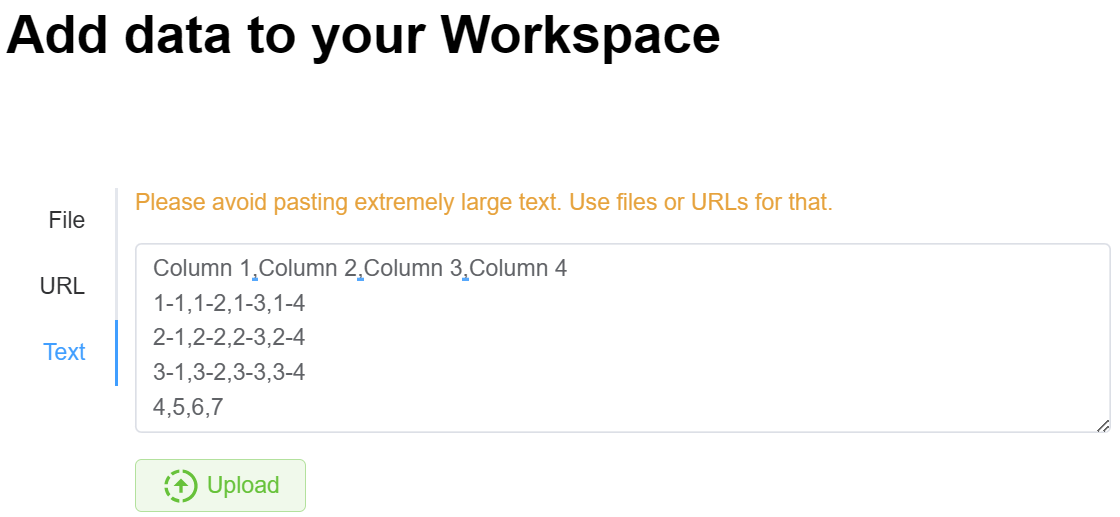 Add data to your Workspace
File
URL
Text
Please avoid pasting extremely large text. Use files or URLs for that.
Column 1,Column 2,Column 3,Column 4
1-1,1-2,1-3,1-4
2-1,2-2,2-3,2-4
3-1,3-2,3-3,3-4
4,5,6,7
Upload